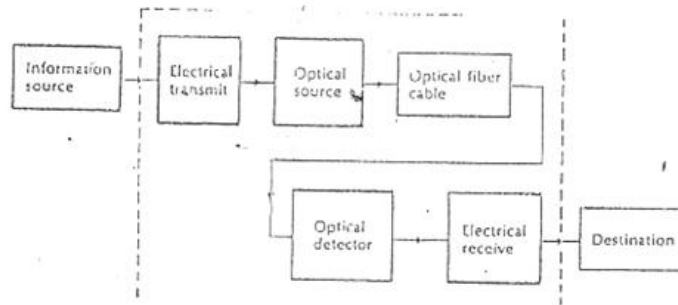 Information
source
Electrical
transmit
Optical
source
Optical fiber
cable
Optical
detector
Electrical
receive
Destination